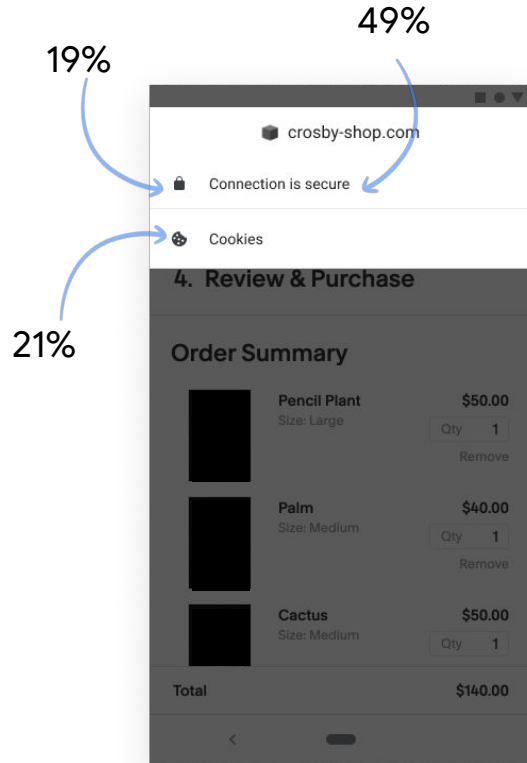 49%
19%
crosby-shop.com
Connection is secure
Cookies
21%
4. Review & Purchase
Order Summary
Pencil Plant $50.00
Size: Large
Qty 1
Remove
Palm $40.00
Size: Medium
Qty 1
Remove
Cactus $50.00
Size: Medium
Qty 1
Total $140.00